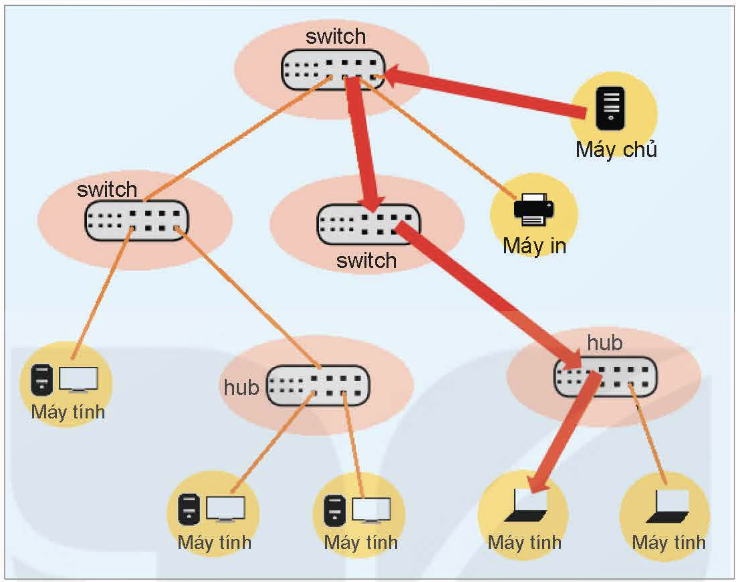 switch
Máy chủ
switch
Máy in
switch
hub
hub
Máy tính
Máy tính
Máy tính
Máy tính
Máy tính